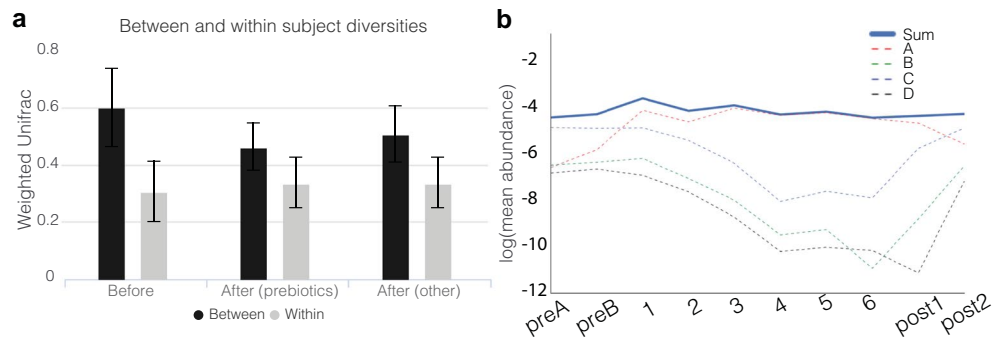 a
Between and within subject diversities
Weighted Unifrac
0.8
0.6
0.4
0.2
0
Before
After (prebiotics)
After (other)
Between
Within
b
Sum
A
B
C
D
log(mean abundance)
-2
-4
-6
-8
-10
-12
preA
preB
1
2
3
4
5
6
post1
post2